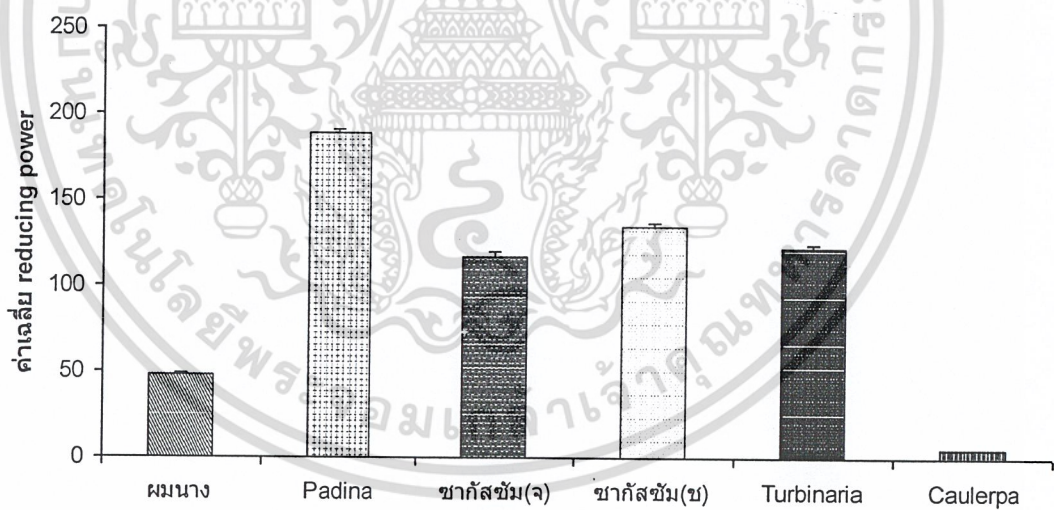 250
200
150
100
50
0
ค่าเฉลี่ย reducing power
ผมนาง
Padina
ซากัสซัม(จ)
ซากัสซัม(ช)
Turbinaria
Caulerpa